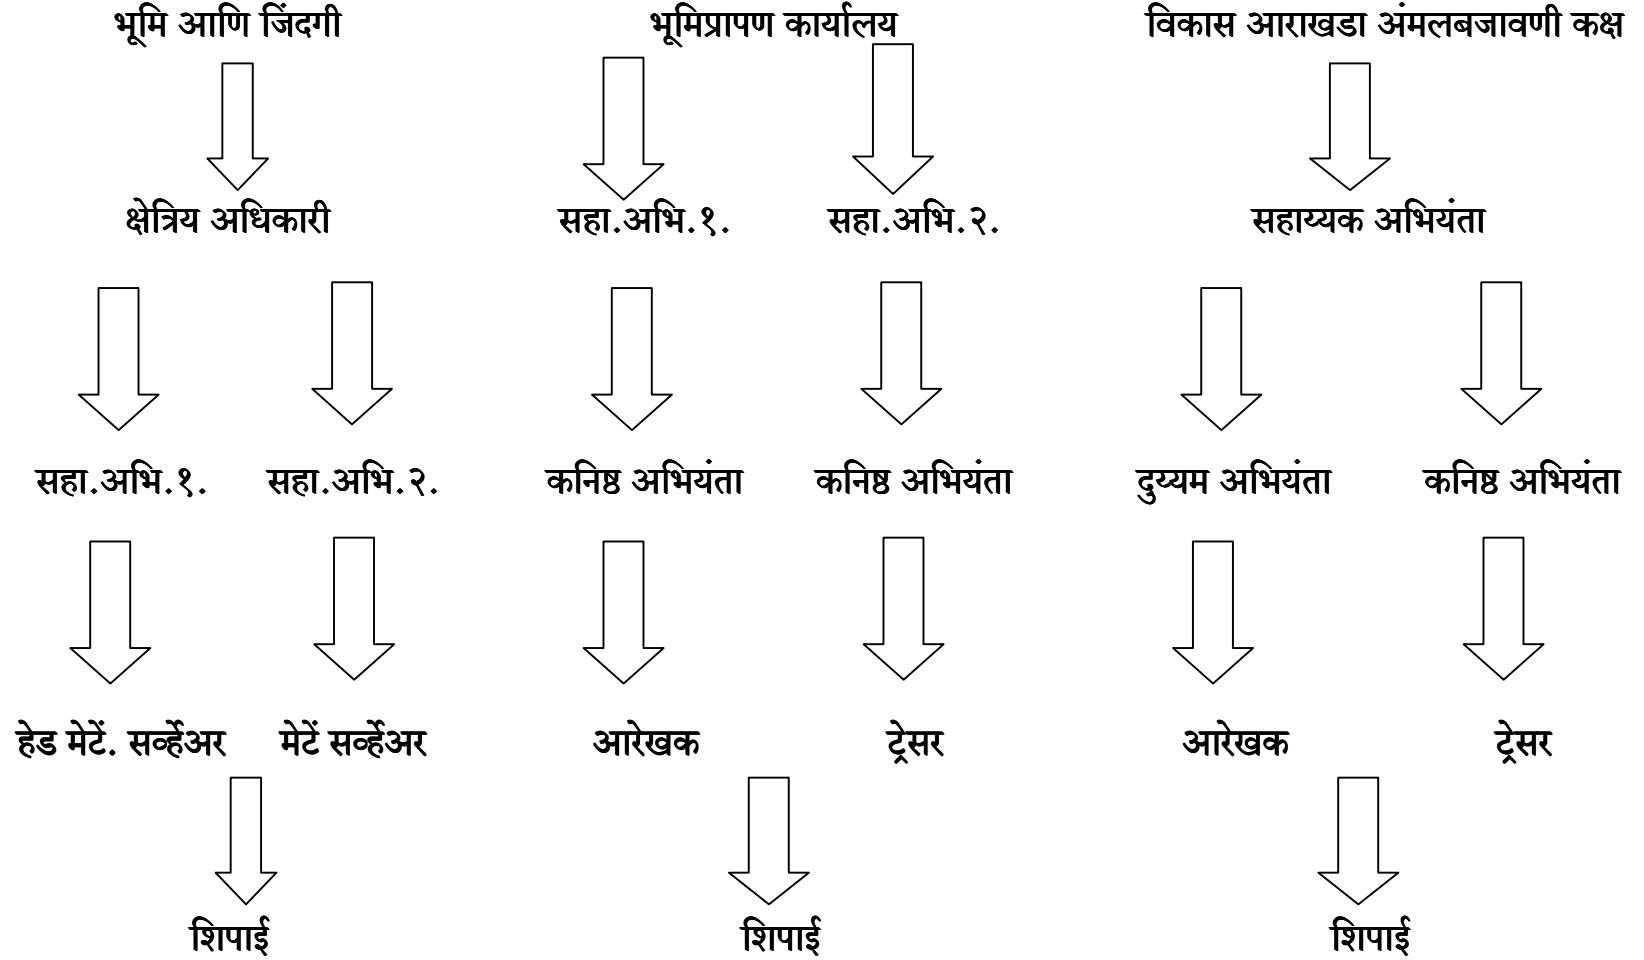 भूमि आणि जिंदगी भूमिप्रापण कार्यालय विकास आराखडा अंमलबजावणी कक्ष
क्षेत्रिय अधिकारी सहा.अभि.१. सहा.अभि.२. सहाय्यक अभियंता
सहा.अभि.१. सहा.अभि.२. कनिष्ठ अभियंता कनिष्ठ अभियंता दुय्यम अभियंता कनिष्ठ अभियंता
हेड मेटें. सर्व्हेअर मेटें सर्व्हेअर आरेखक ट्रेसर आरेखक ट्रेसर
शिपाई शिपाई शिपाई